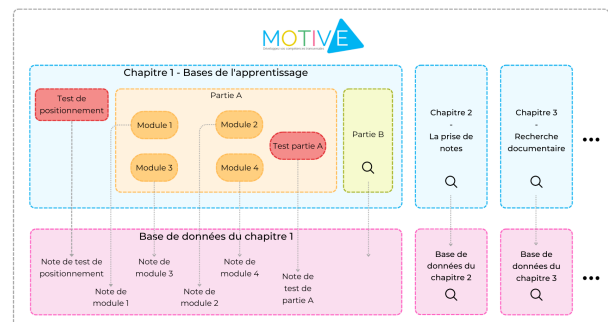 MOTIVE
Chapitre 1 - Bases de l'apprentissage
Test de
positionnement
Partie A
Module 1
Module 2
Module 3
Module 4
Test partie A
Partie B
Chapitre 2
-
La prise de
notes
Chapitre 3
-
Recherche
documentaire
Base de données du chapitre 1
Note de test de
positionnement
Note de
module 1
Note de
module 3
Note de
module 2
Note de
module 4
Note de
test de
partie A
Base de
données du
chapitre 2
Base de
données du
chapitre 3